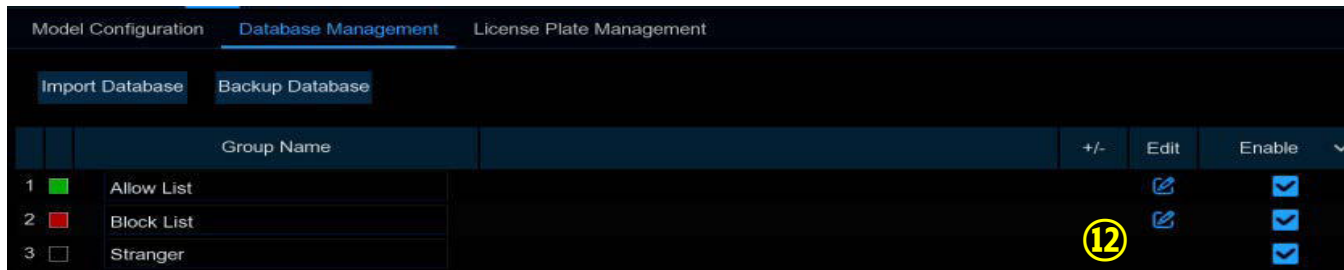 Model Configuration Database Management License Plate Management
Import Database Backup Database
Group Name +/- Edit Enable
1 Allow List
2 Block List
3 Stranger
⑫